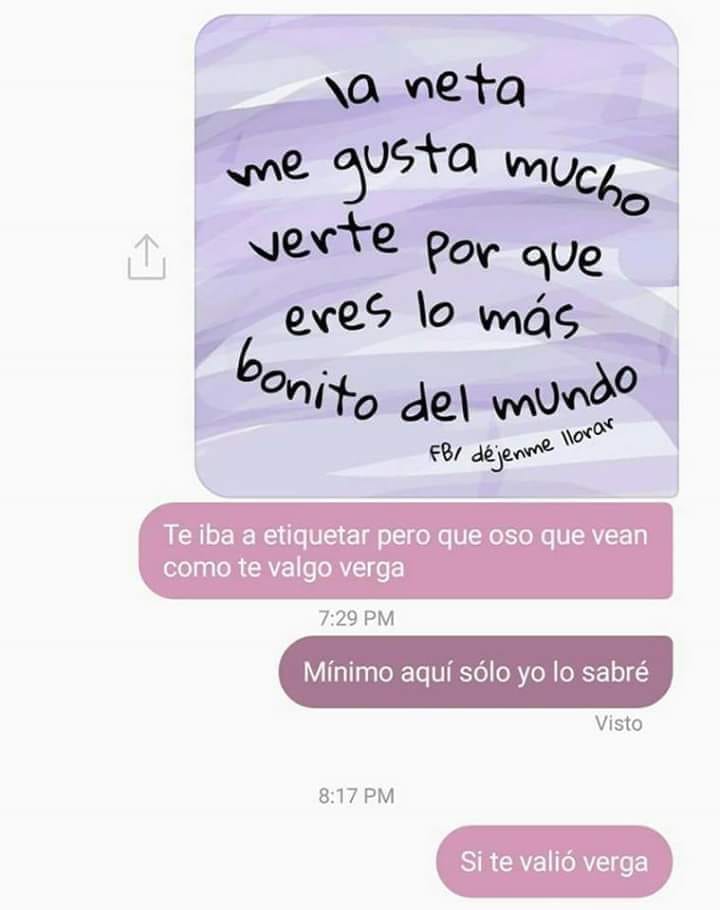 la neta
me gusta mucho
verte por que
eres lo más
bonito del mundo
FB/ déjenme llorar
Te iba a etiquetar pero que oso que vean
como te valgo verga
7:29 PM
Mínimo aquí sólo yo lo sabré
Visto
8:17 PM
Si te valió verga